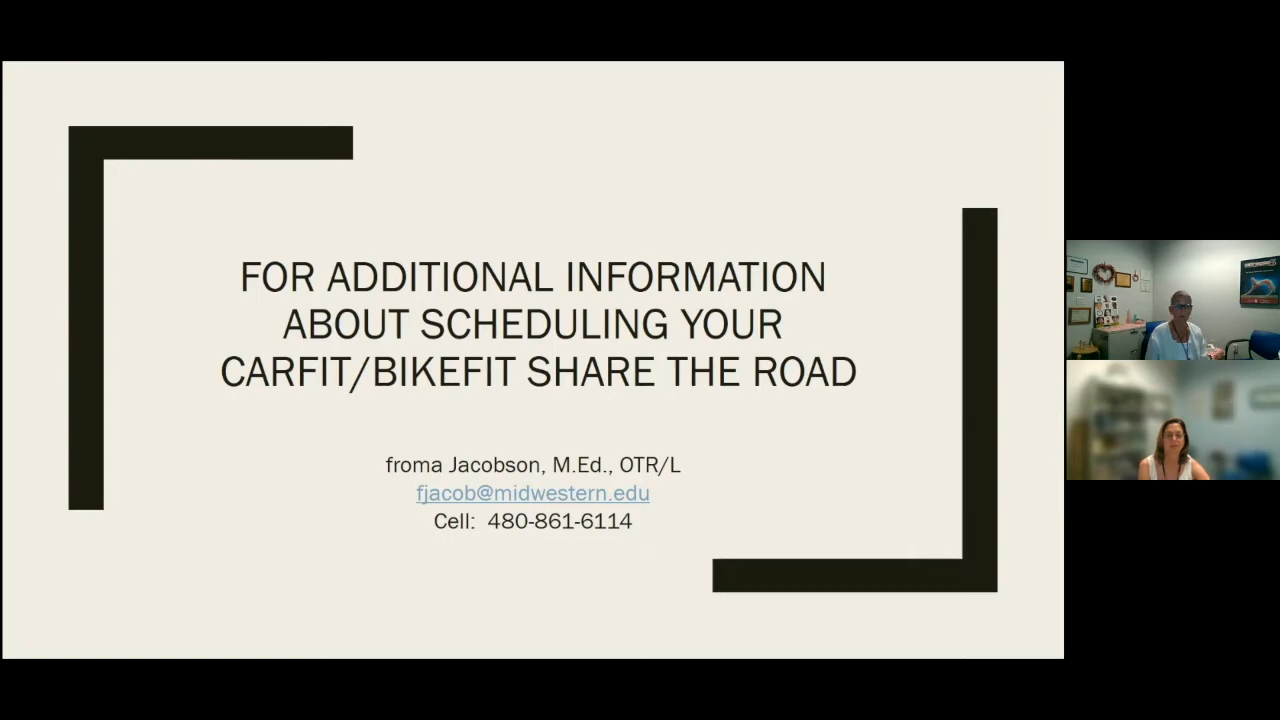 FOR ADDITIONAL INFORMATION
ABOUT SCHEDULING YOUR
CARFIT/BIKEFIT SHARE THE ROAD
froma Jacobson, M.Ed., OTR/L
fjacob@midwestern.edu
Cell:  480-861-6114